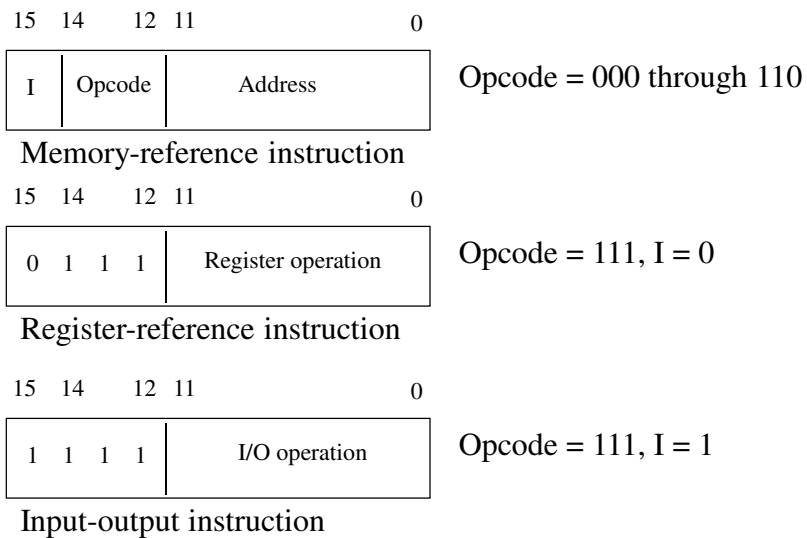 15 14 12 11 0
I Opcode Address Opcode = 000 through 110
Memory-reference instruction
15 14 12 11 0
0 1 1 1 Register operation Opcode = 111, I = 0
Register-reference instruction
15 14 12 11 0
1 1 1 1 I/O operation Opcode = 111, I = 1
Input-output instruction